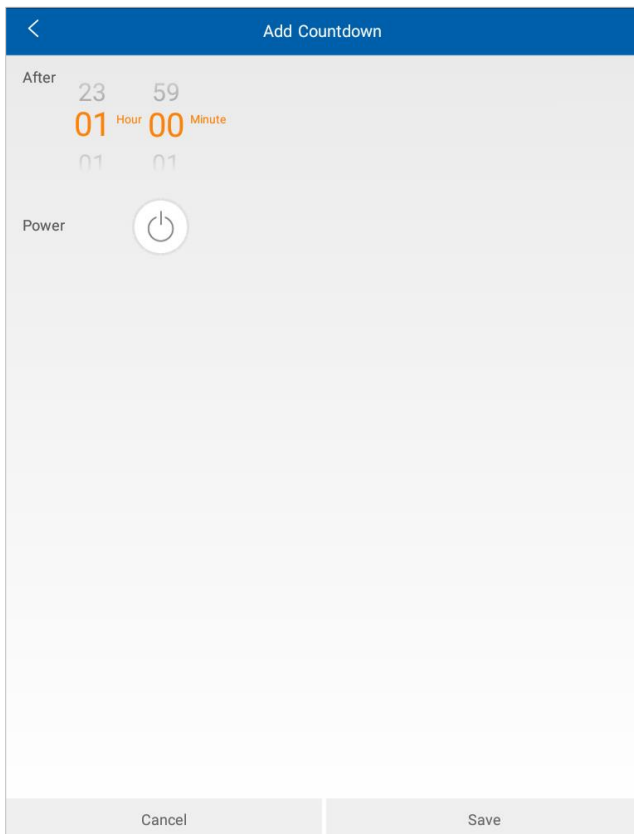 Add Countdown
After
23 59
01 Hour 00 Minute
01 01
Power
Cancel Save